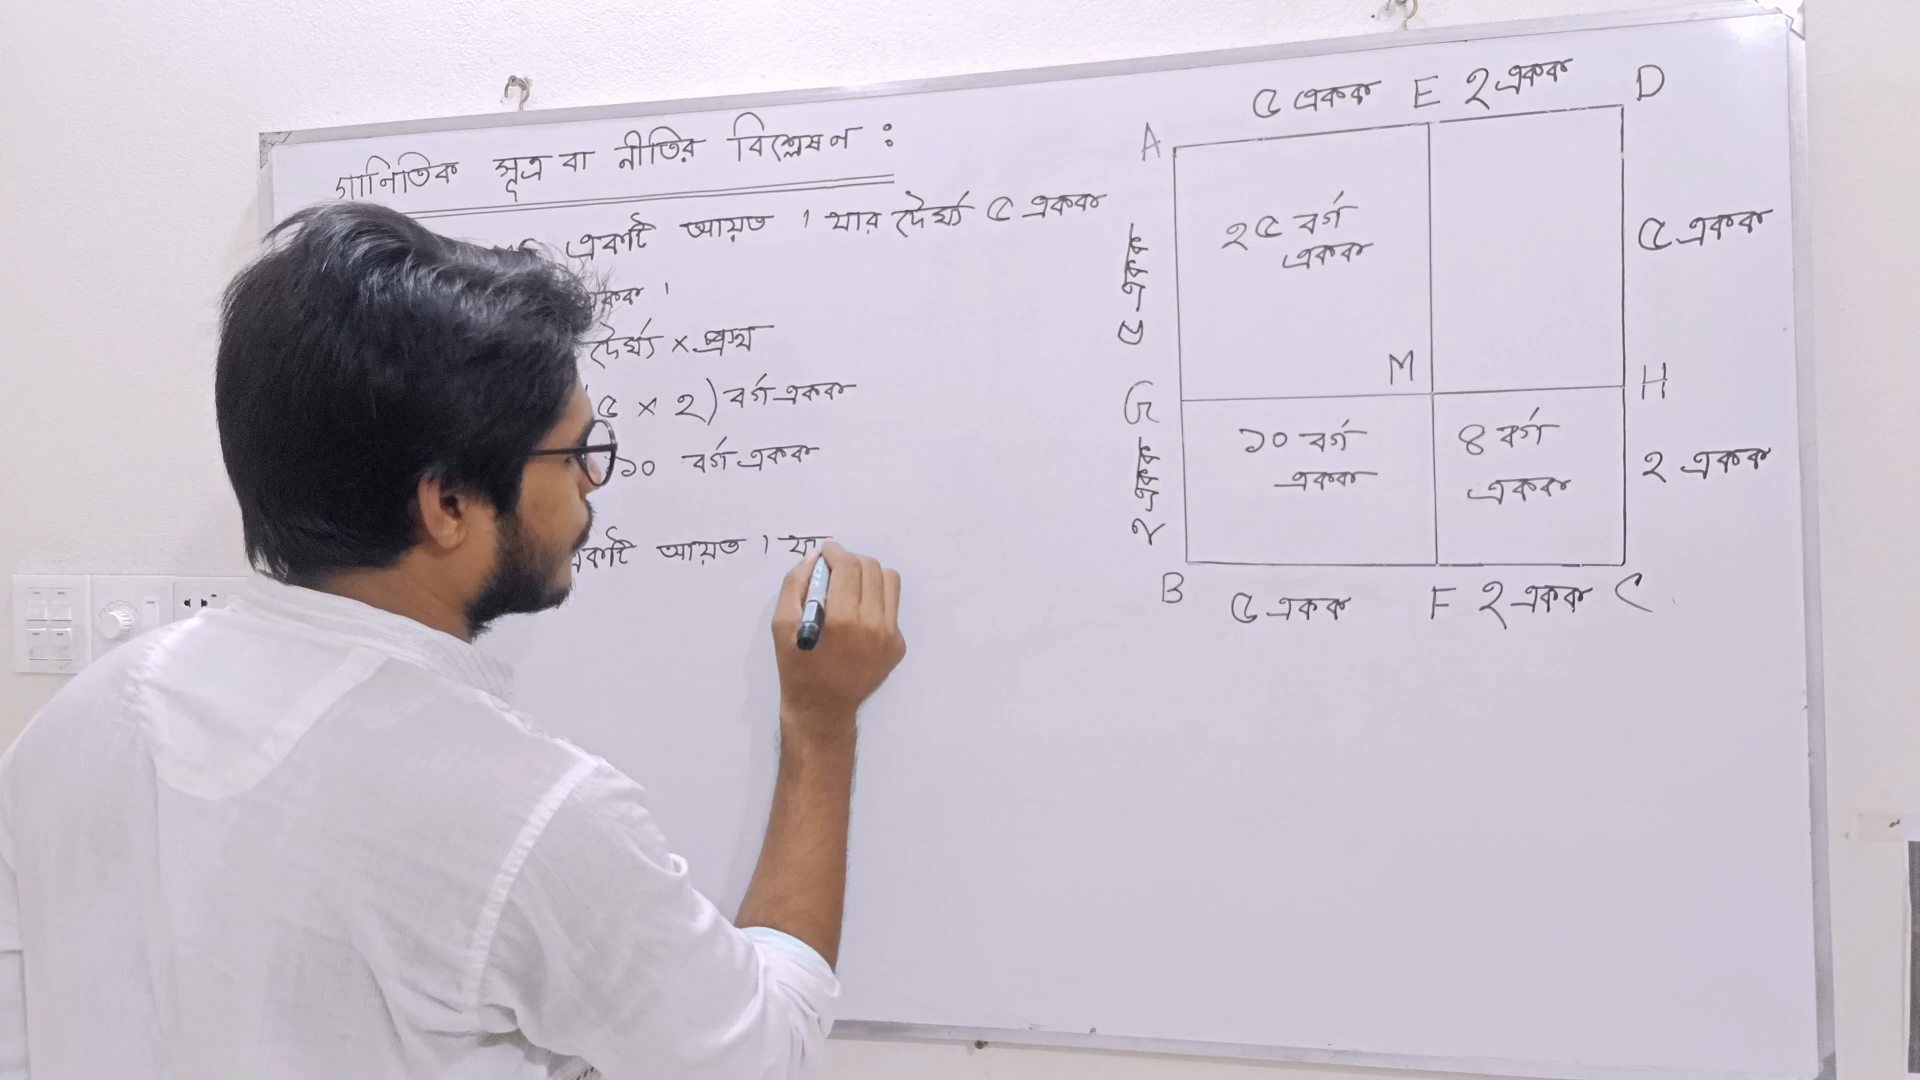 গানিতিক সূত্র বা নীতির বিশ্লেষন :
একটি আয়ত । যার দৈর্ঘ্য ৫ একক
একক ।
দৈর্ঘ্য × প্রস্থ
৫ × ২) বর্গ একক
১০ বর্গ একক
একটি আয়ত ।
৫ একক E ২ একক D
A
২৫ বর্গ
একক
৫ একক
৫ একক
M
G
H
১০ বর্গ
একক
৪ বর্গ
একক
২ একক
২ একক
B ৫ একক F ২ একক C